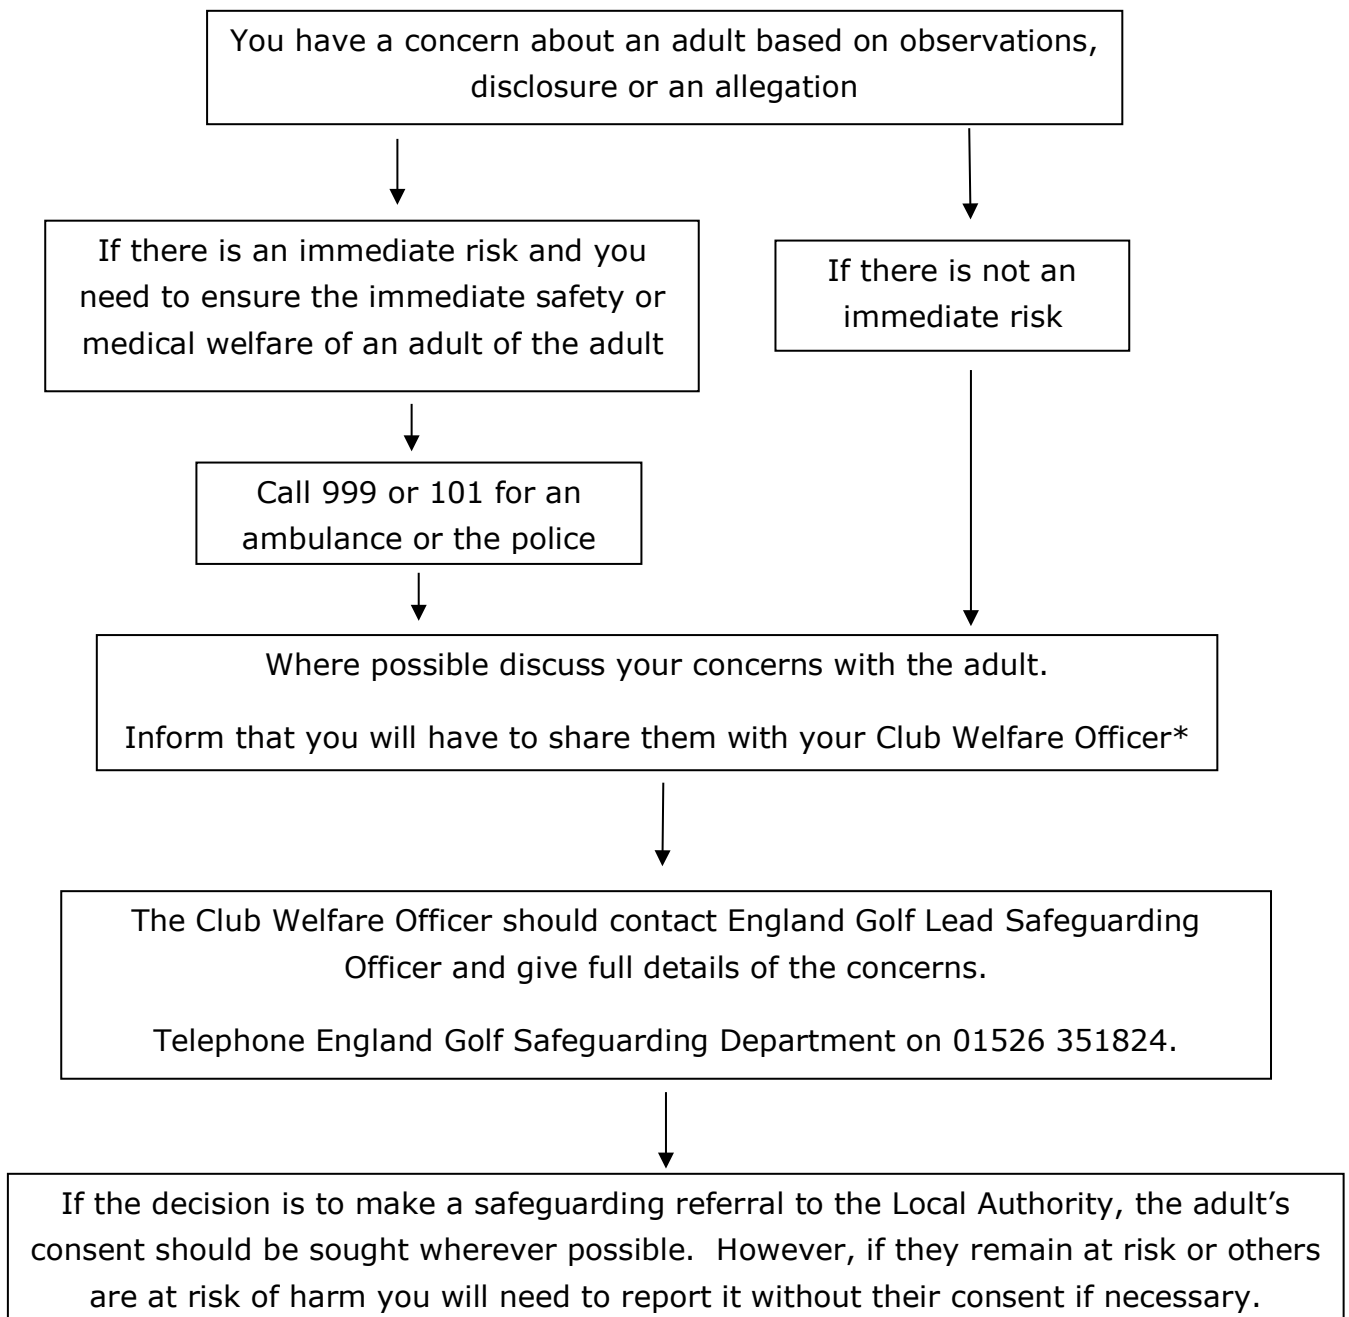 You have a concern about an adult based on observations,
disclosure or an allegation
If there is an immediate risk and you
need to ensure the immediate safety or
medical welfare of an adult of the adult
If there is not an
immediate risk
Call 999 or 101 for an
ambulance or the police
Where possible discuss your concerns with the adult.
Inform that you will have to share them with your Club Welfare Officer*
The Club Welfare Officer should contact England Golf Lead Safeguarding
Officer and give full details of the concerns.
Telephone England Golf Safeguarding Department on 01526 351824.
If the decision is to make a safeguarding referral to the Local Authority, the adult’s
consent should be sought wherever possible.  However, if they remain at risk or others
are at risk of harm you will need to report it without their consent if necessary.